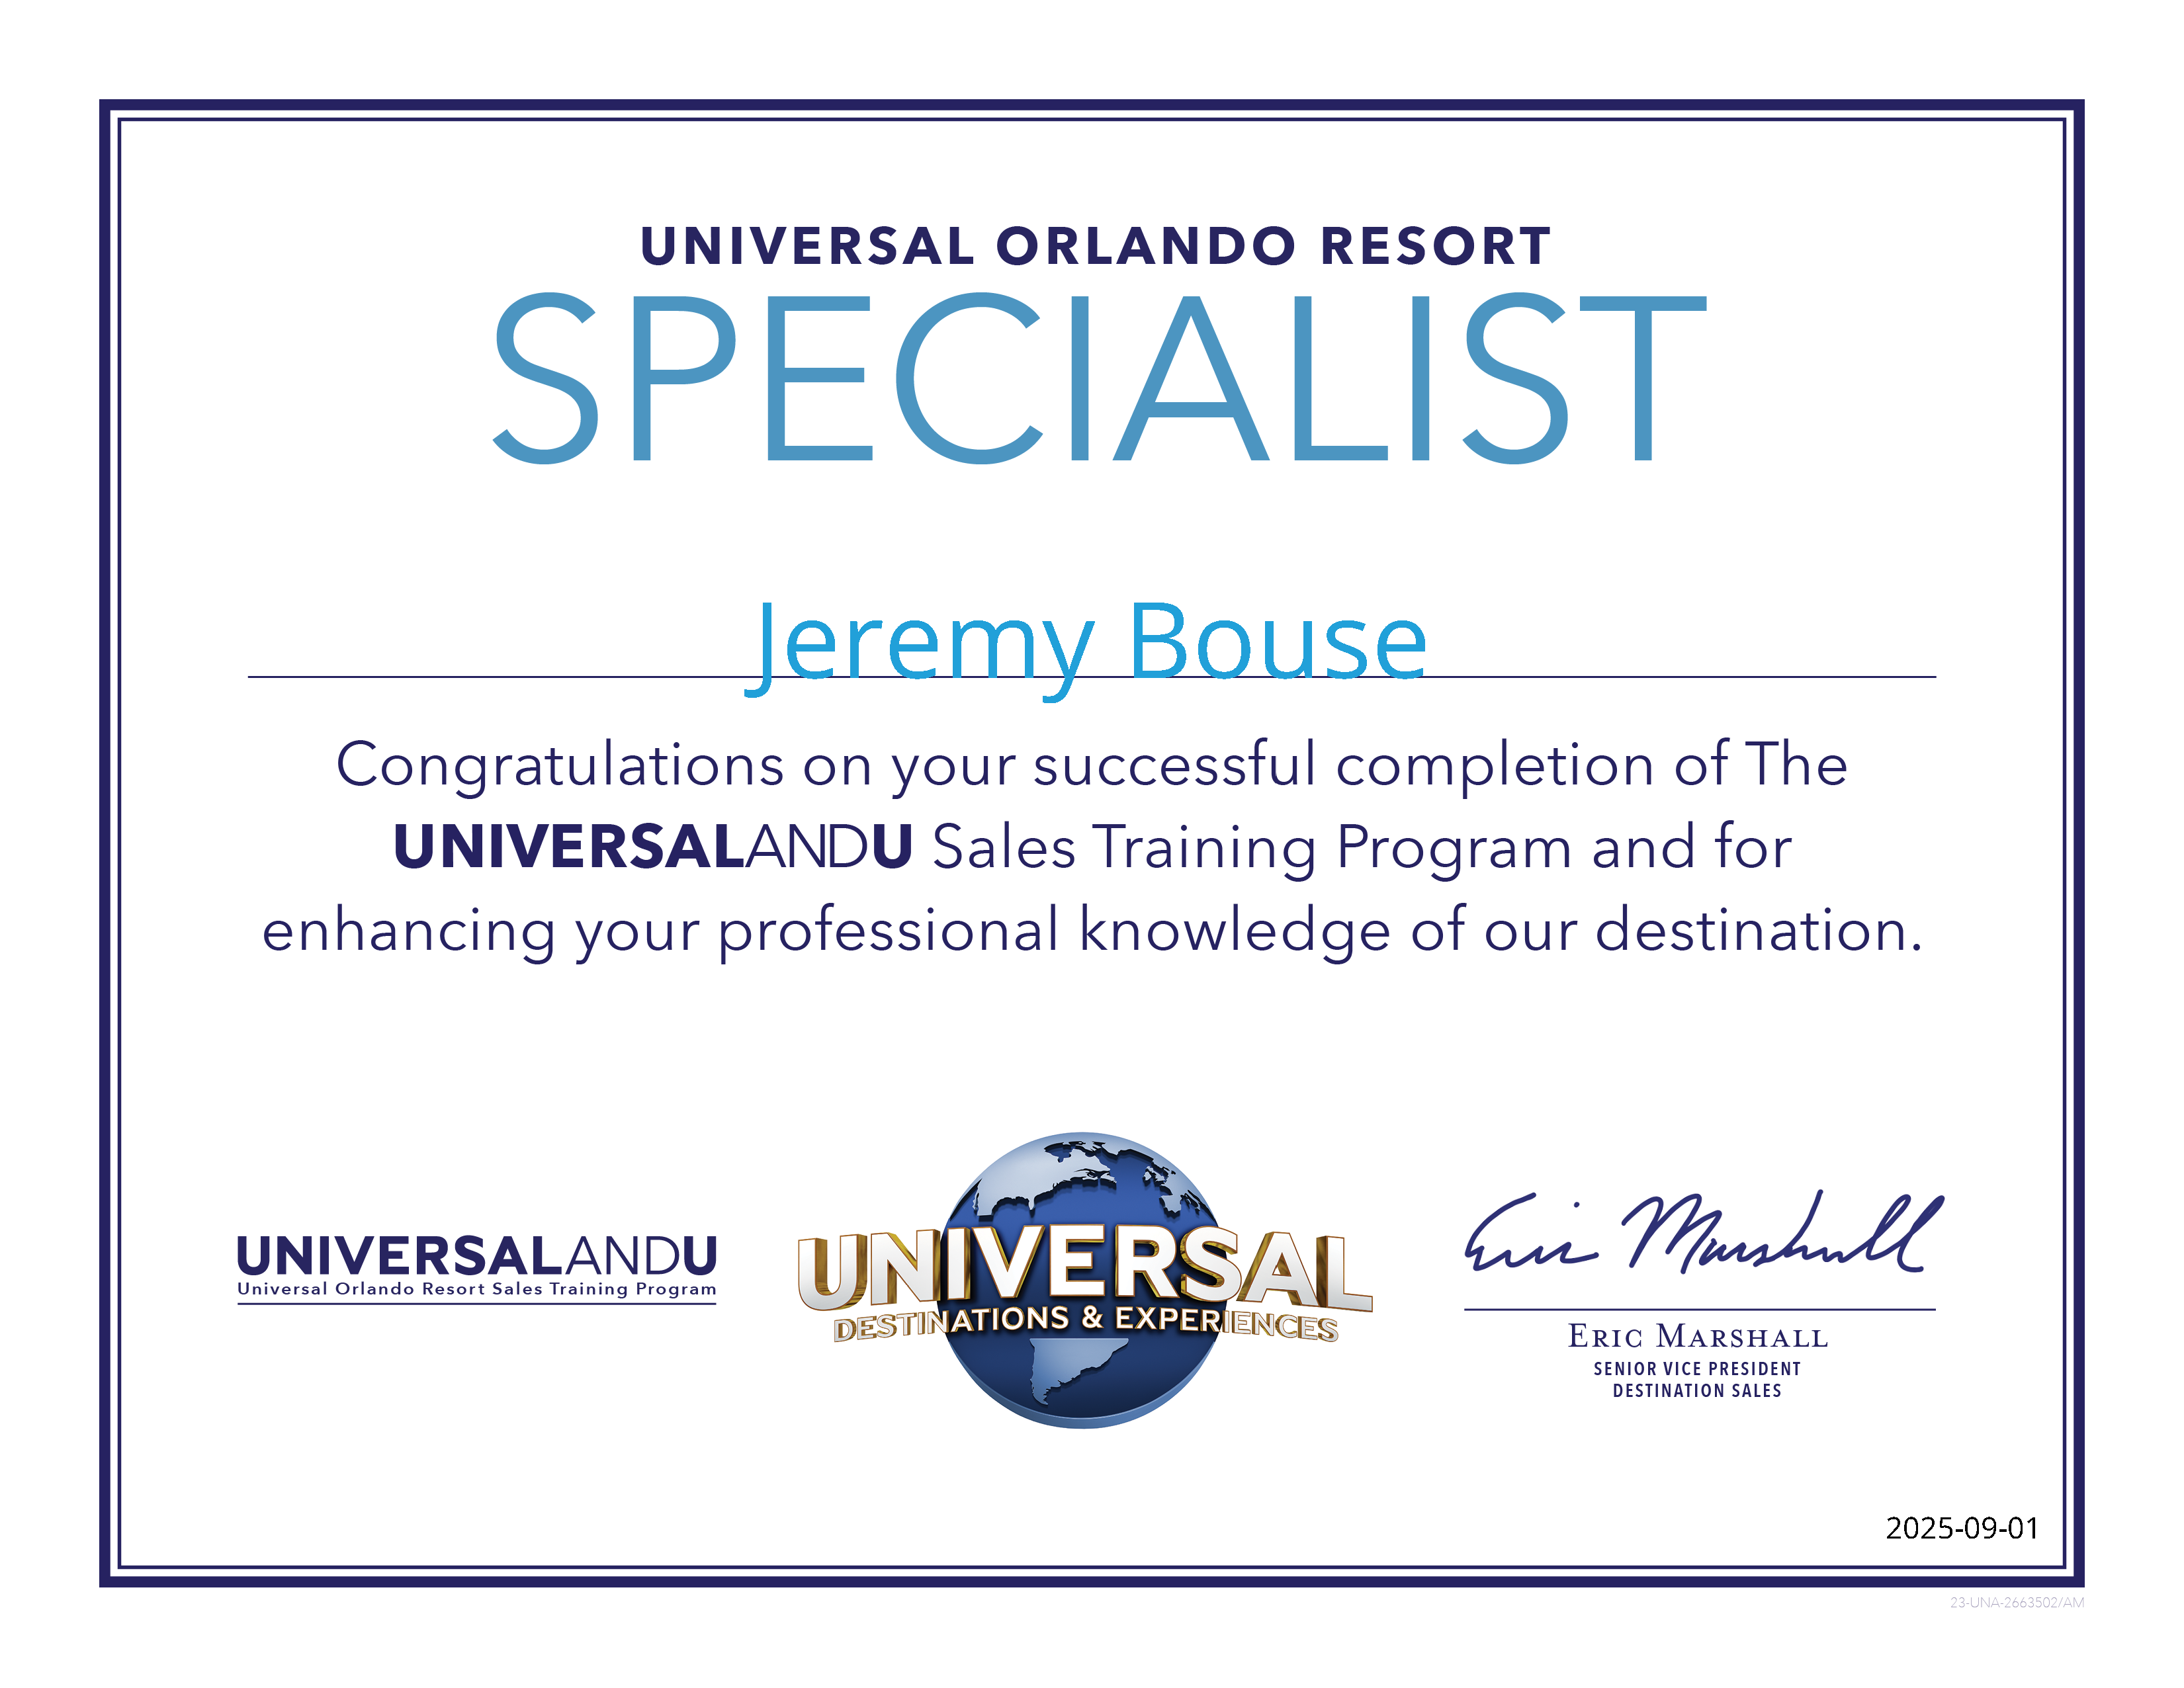 UNIVERSAL ORLANDO RESORT
SPECIALIST
Jeremy Bouse
Congratulations on your successful completion of The
UNIVERSALANDU Sales Training Program and for
enhancing your professional knowledge of our destination.
UNIVERSALANDU
Universal Orlando Resort Sales Training Program
UNIVERSAL
DESTINATIONS & EXPERIENCES
Eric Marshall
ERIC MARSHALL
SENIOR VICE PRESIDENT
DESTINATION SALES
2025-09-01
23-UNA-2663502/AM